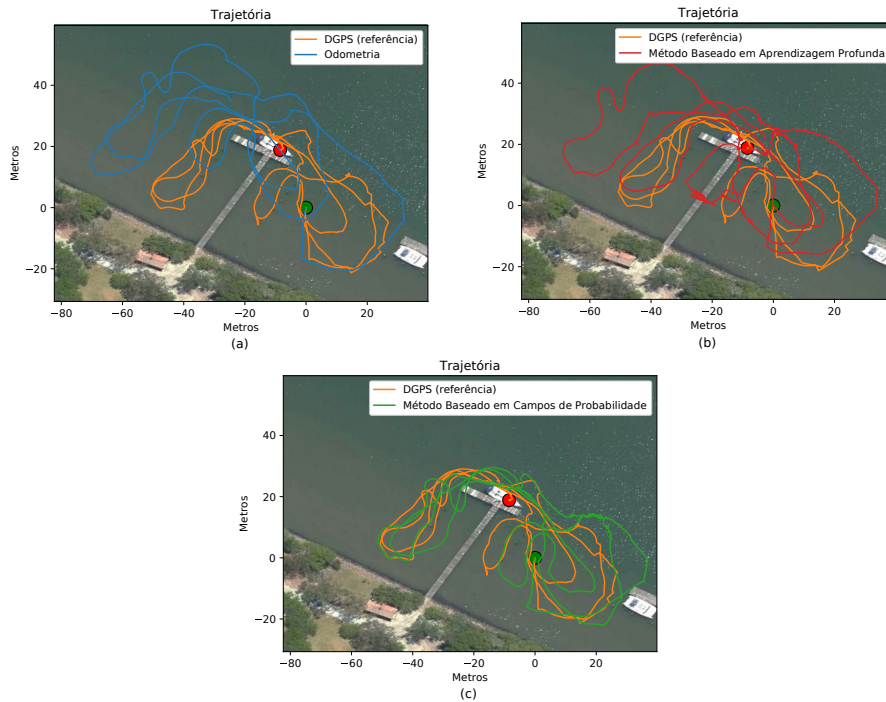 Trajetória
DGPS (referência)
Odometria
Metros
40
20
0
−20
−80
−60
−40
−20
0
20
Metros
(a)
Trajetória
DGPS (referência)
Método Baseado em Aprendizagem Profunda
Metros
40
20
0
−20
−80
−60
−40
−20
0
20
Metros
(b)
Trajetória
DGPS (referência)
Método Baseado em Campos de Probabilidade
Metros
40
20
0
−20
−80
−60
−40
−20
0
20
Metros
(c)